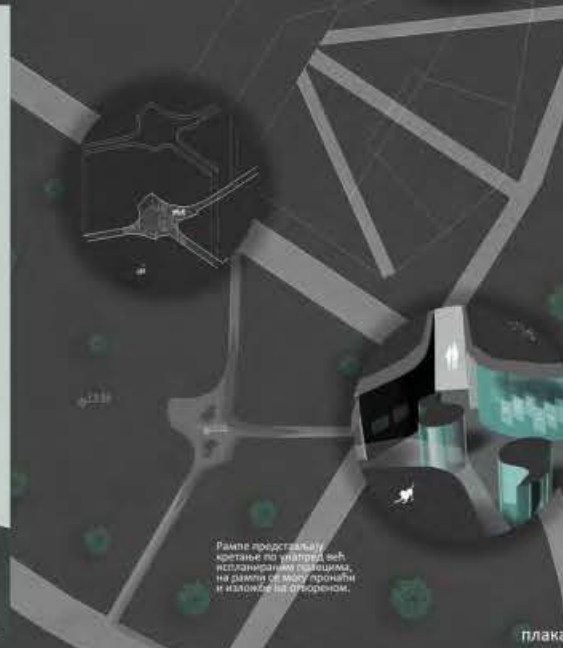 Рампе представљају
кретање по унапред већ
испланираним правцима,
на рампи се могу пронаћи
и изложбе на отвореном.
плака